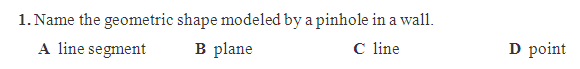 1. Name the geometric shape modeled by a pinhole in a wall.
A line segment B plane C line D point